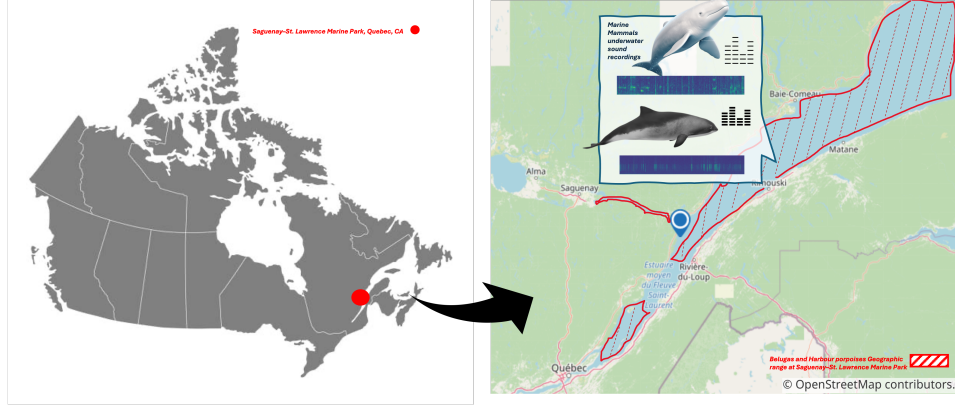 Saguenay–St. Lawrence Marine Park, Quebec, CA
Marine
Mammals
underwater
sound
recordings
Baie-Comeau
Matane
Rimouski
Alma
Saguenay
Estuaire
moyen
du Fleuve
Saint-
Laurent
Rivière-
du-Loup
Québec
Belugas and Harbour porpoises Geographic
range at Saguenay–St. Lawrence Marine Park
© OpenStreetMap contributors.